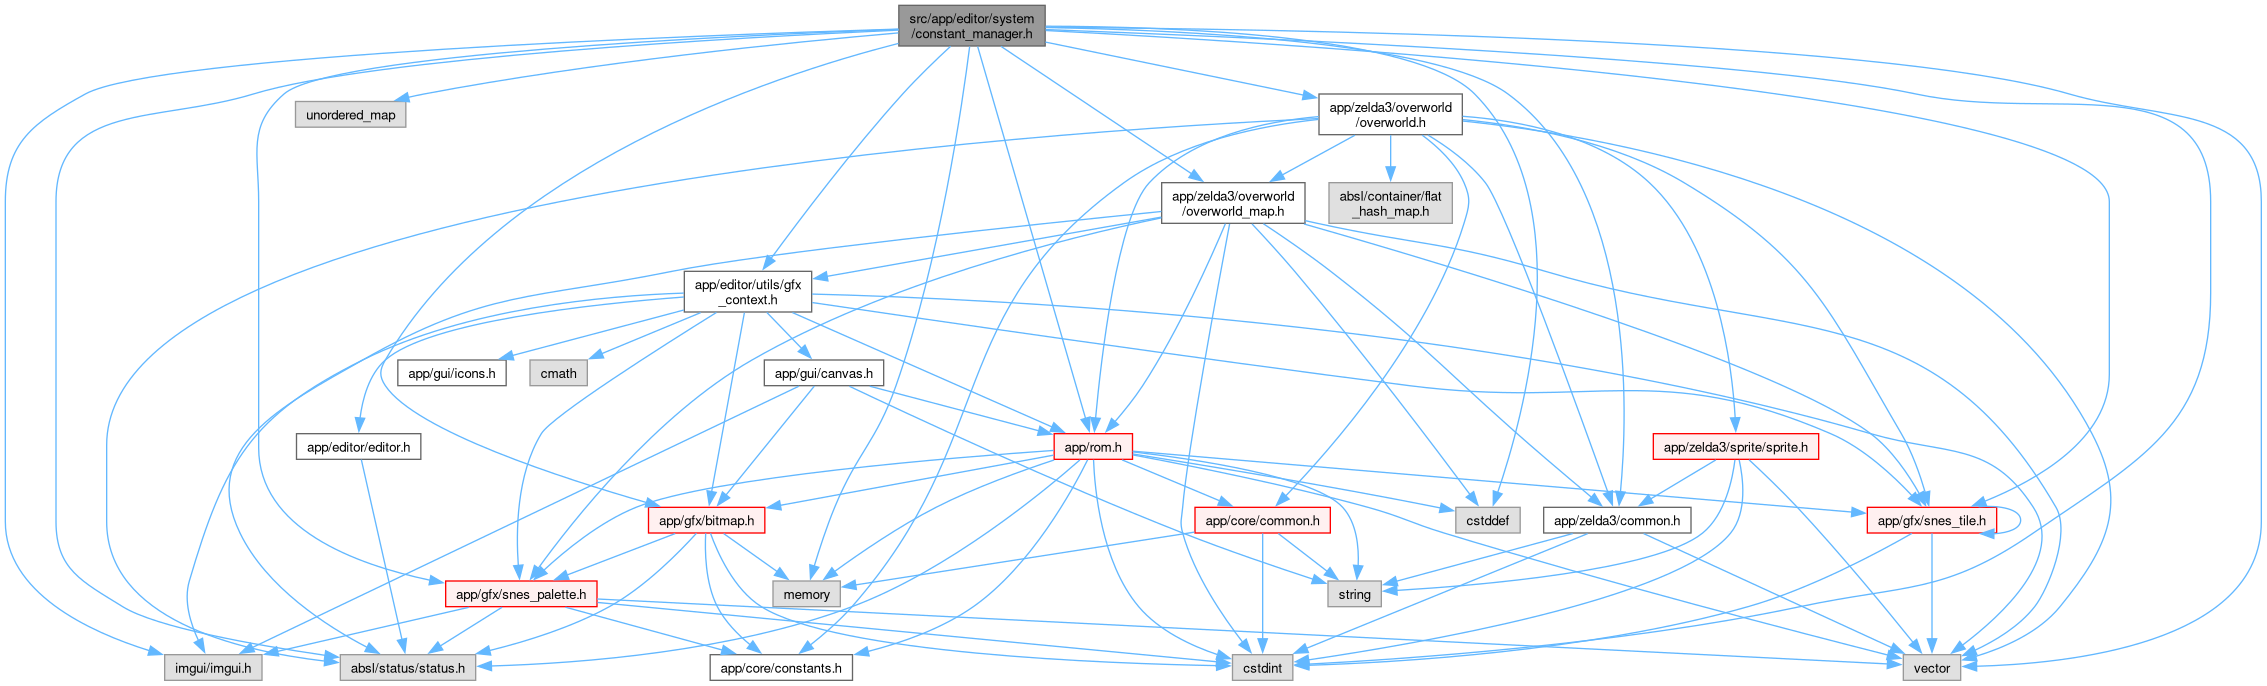 src/app/editor/system
/constant_manager.h
unordered_map
app/zelda3/overworld
/overworld.h
app/zelda3/overworld
/overworld_map.h
absl/container/flat
_hash_map.h
app/editor/utils/gfx
_context.h
app/gui/icons.h
cmath
app/gui/canvas.h
app/editor/editor.h
app/rom.h
app/zelda3/sprite/sprite.h
app/gfx/bitmap.h
app/core/common.h
cstddef
app/zelda3/common.h
app/gfx/snes_tile.h
app/gfx/snes_palette.h
memory
string
imgui/imgui.h
absl/status/status.h
app/core/constants.h
cstdint
vector